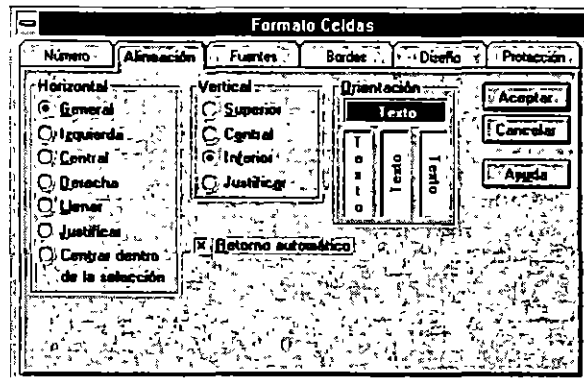 Formato Celdas
Número Alineación Fuentes Bordes Diseño Protección
Horizontal
General
Izquierda
Central
Derecha
Llenar
Justificar
Centrar dentro
de la selección
Vertical
Superior
Central
Inferior
Justificar
Retorno automático
Orientación
Texto
Texto
Texto
Texto
Aceptar
Cancelar
Ayuda